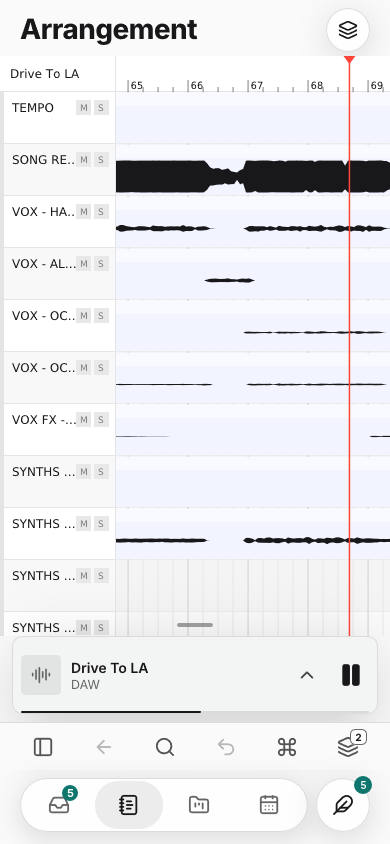 Arrangement
Drive To LA
65 66 67 68 69
TEMPO M S
SONG RE... M S
VOX - HA... M S
VOX - AL... M S
VOX - OC... M S
VOX - OC... M S
VOX FX -... M S
SYNTHS ... M S
SYNTHS ... M S
SYNTHS ... M S
SYNTHS ... M S
Drive To LA
DAW
2
5
5